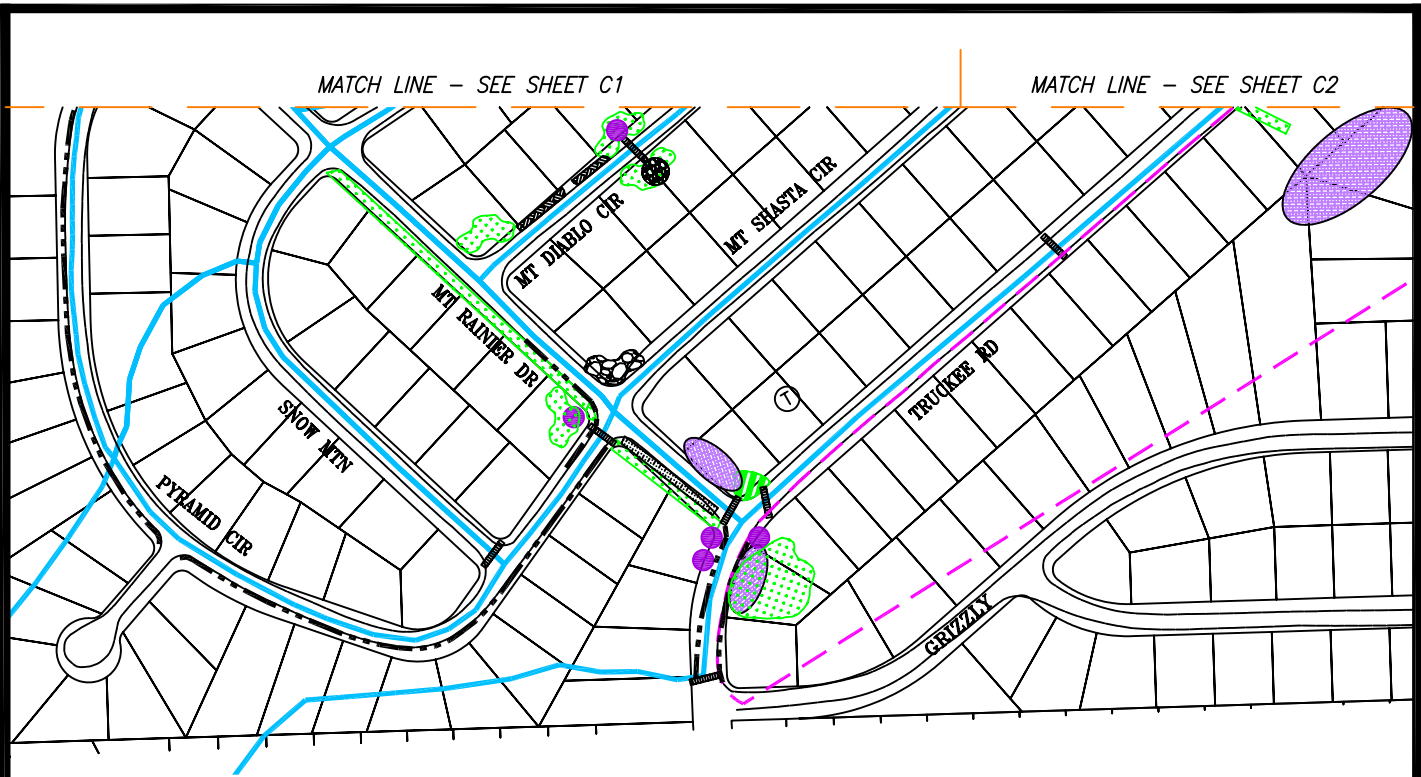 MATCH LINE – SEE SHEET C1
MATCH LINE – SEE SHEET C2
MT SHASTA CIR
MT DIABLO CIR
MT RAINIER DR
TRUCKEE RD
T
SNOW MTN
PYRAMID CIR
GRIZZLY